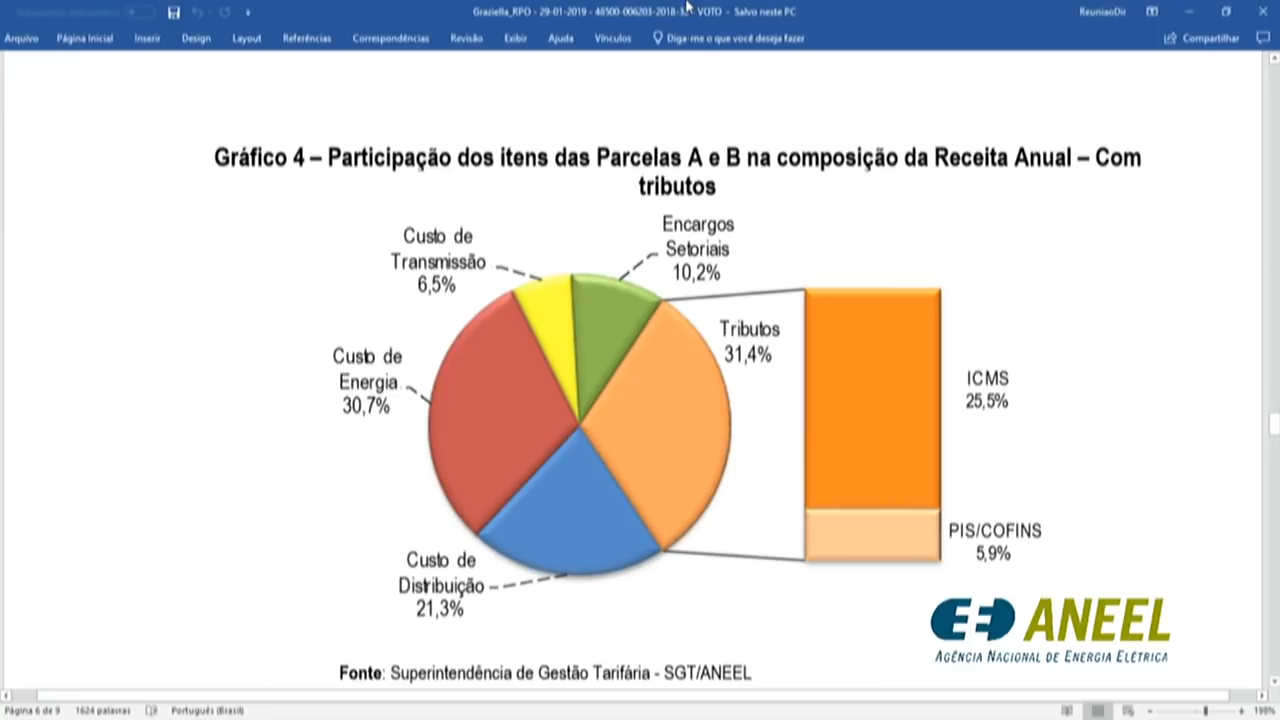 Graziella_RPO - 29-01-2019 - 48500-006203-2018-3 - VOTO - Salvo neste PC
ReuniaoDir
Arquivo Página Inicial Inserir Design Layout Referências Correspondências Revisão Exibir Ajuda Vínculos Diga-me o que você deseja fazer Compartilhar
Gráfico 4 – Participação dos itens das Parcelas A e B na composição da Receita Anual – Com
tributos
Custo de
Transmissão
6,5%
Encargos
Setoriais
10,2%
Tributos
31,4%
Custo de
Energia
30,7%
ICMS
25,5%
PIS/COFINS
5,9%
Custo de
Distribuição
21,3%
ANEEL
AGÊNCIA NACIONAL DE ENERGIA ELÉTRICA
Fonte: Superintendência de Gestão Tarifária - SGT/ANEEL
Página 6 de 9 1624 palavras Português (Brasil) 198%